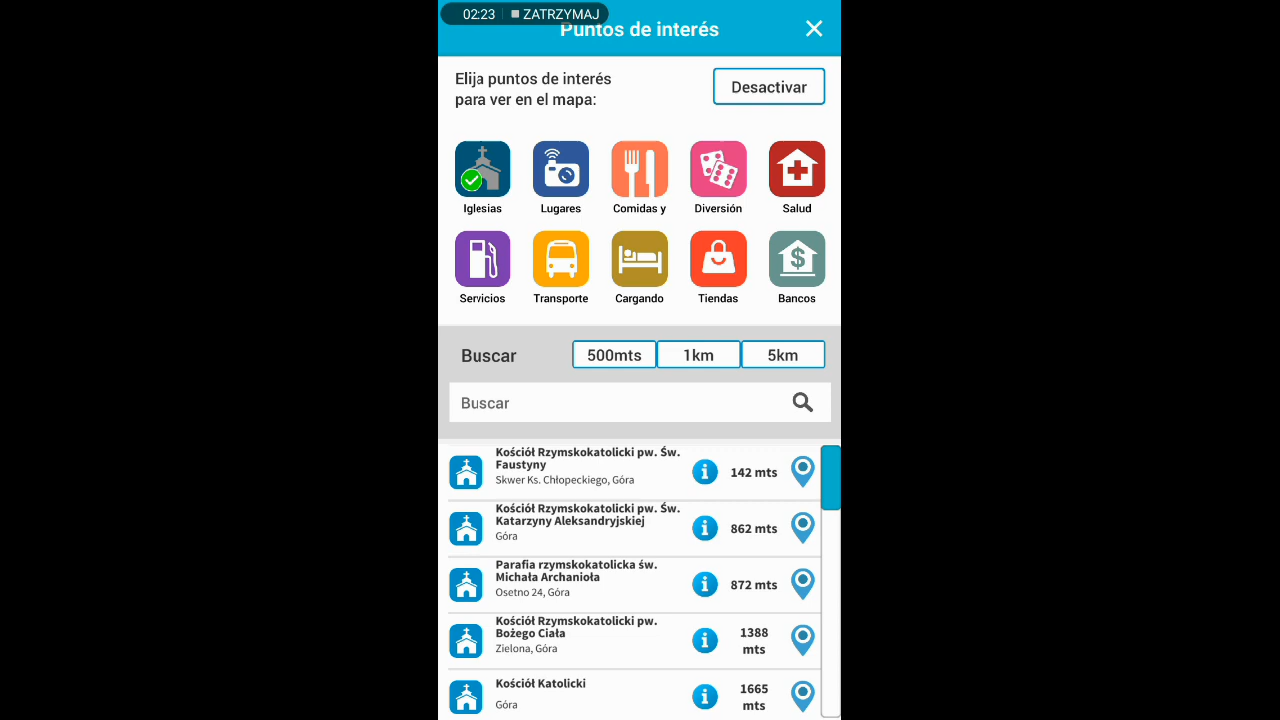 02:23 ZATRZYMAJ
Puntos de interés
Elija puntos de interés
para ver en el mapa:
Desactivar
Iglesias Lugares Comidas y Diversión Salud
Servicios Transporte Cargando Tiendas Bancos
Buscar 500mts 1km 5km
Buscar
Kościół Rzymskokatolicki pw. Św.
Faustyny
Skwer Ks. Chłopeckiego, Góra
142 mts
Kościół Rzymskokatolicki pw. Św.
Katarzyny Aleksandryjskiej
Góra
862 mts
Parafia rzymskokatolicka św.
Michała Archanioła
Osetno 24, Góra
872 mts
Kościół Rzymskokatolicki pw.
Bożego Ciała
Zielona, Góra
1388
mts
Kościół Katolicki
Góra
1665
mts